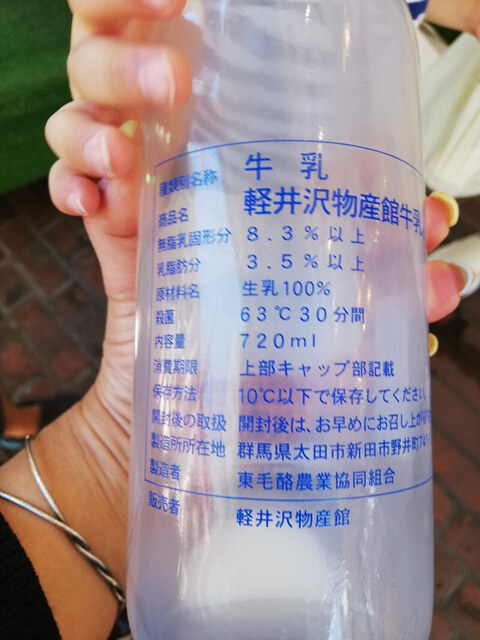 種類別名称 牛乳
商品名 軽井沢物産館牛乳
無脂乳固形分 8.3%以上
乳脂肪分 3.5%以上
原材料名 生乳100%
殺菌 63℃30分間
内容量 720ml
消費期限 上部キャップ部記載
保存方法 10℃以下で保存してください。
開封後の取扱 開封後は、お早めにお召し上が
製造所所在地 群馬県太田市新田市野井町74
製造者 東毛酪農業協同組合
販売者 軽井沢物産館